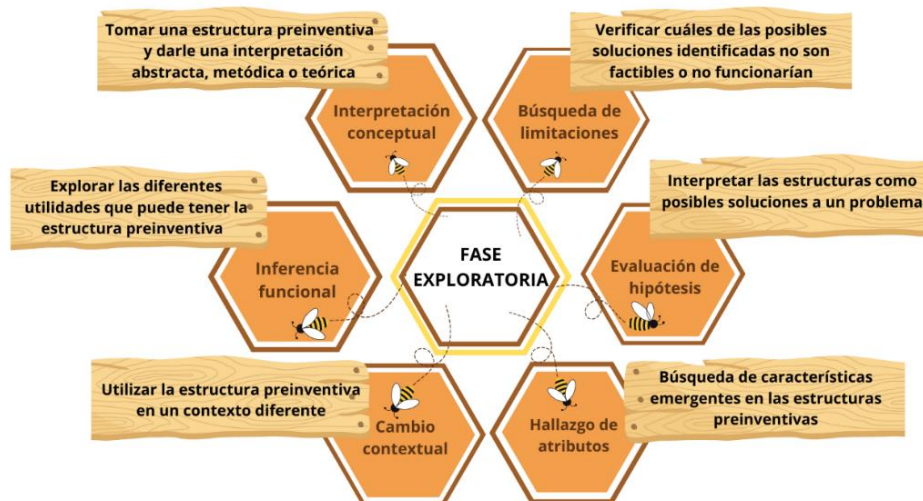 Tomar una estructura preinventiva
y darle una interpretación
abstracta, metódica o teórica
Interpretación
conceptual
Verificar cuáles de las posibles
soluciones identificadas no son
factibles o no funcionarían
Búsqueda de
limitaciones
Explorar las diferentes
utilidades que puede tener la
estructura preinventiva
Inferencia
funcional
FASE
EXPLORATORIA
Interpretar las estructuras como
posibles soluciones a un problema
Evaluación de
hipótesis
Utilizar la estructura preinventiva
en un contexto diferente
Cambio
contextual
Hallazgo de
atributos
Búsqueda de características
emergentes en las estructuras
preinventivas